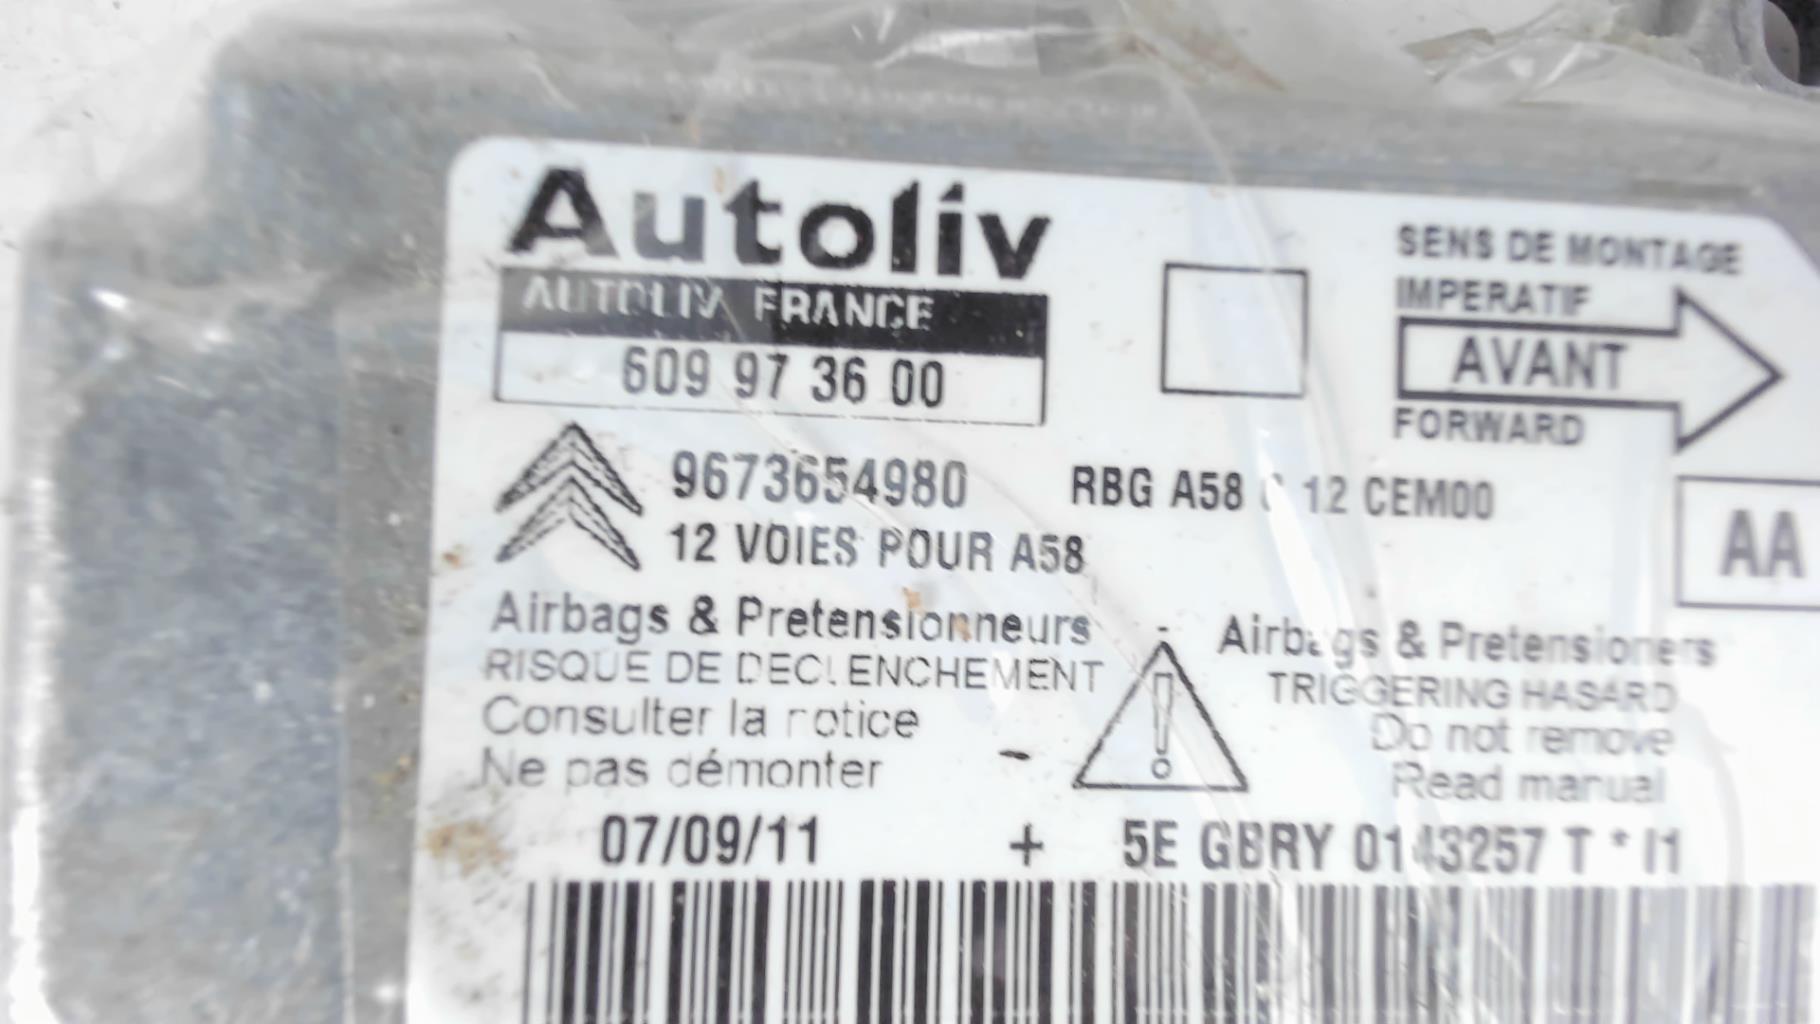 Autoliv
AUTOLIV FRANCE
609 97 36 00
SENS DE MONTAGE
IMPERATIF
AVANT
FORWARD
9673654980
RBG A58 12 CEM00
12 VOIES POUR A58
AA
Airbags & Pretensionneurs
RISQUE DE DECLENCHEMENT
Consulter la notice
Ne pas démonter
Airbags & Pretensioners
TRIGGERING HASARD
Do not remove
Read manual
07/09/11
+
5E GBRY 0143257 T * I1